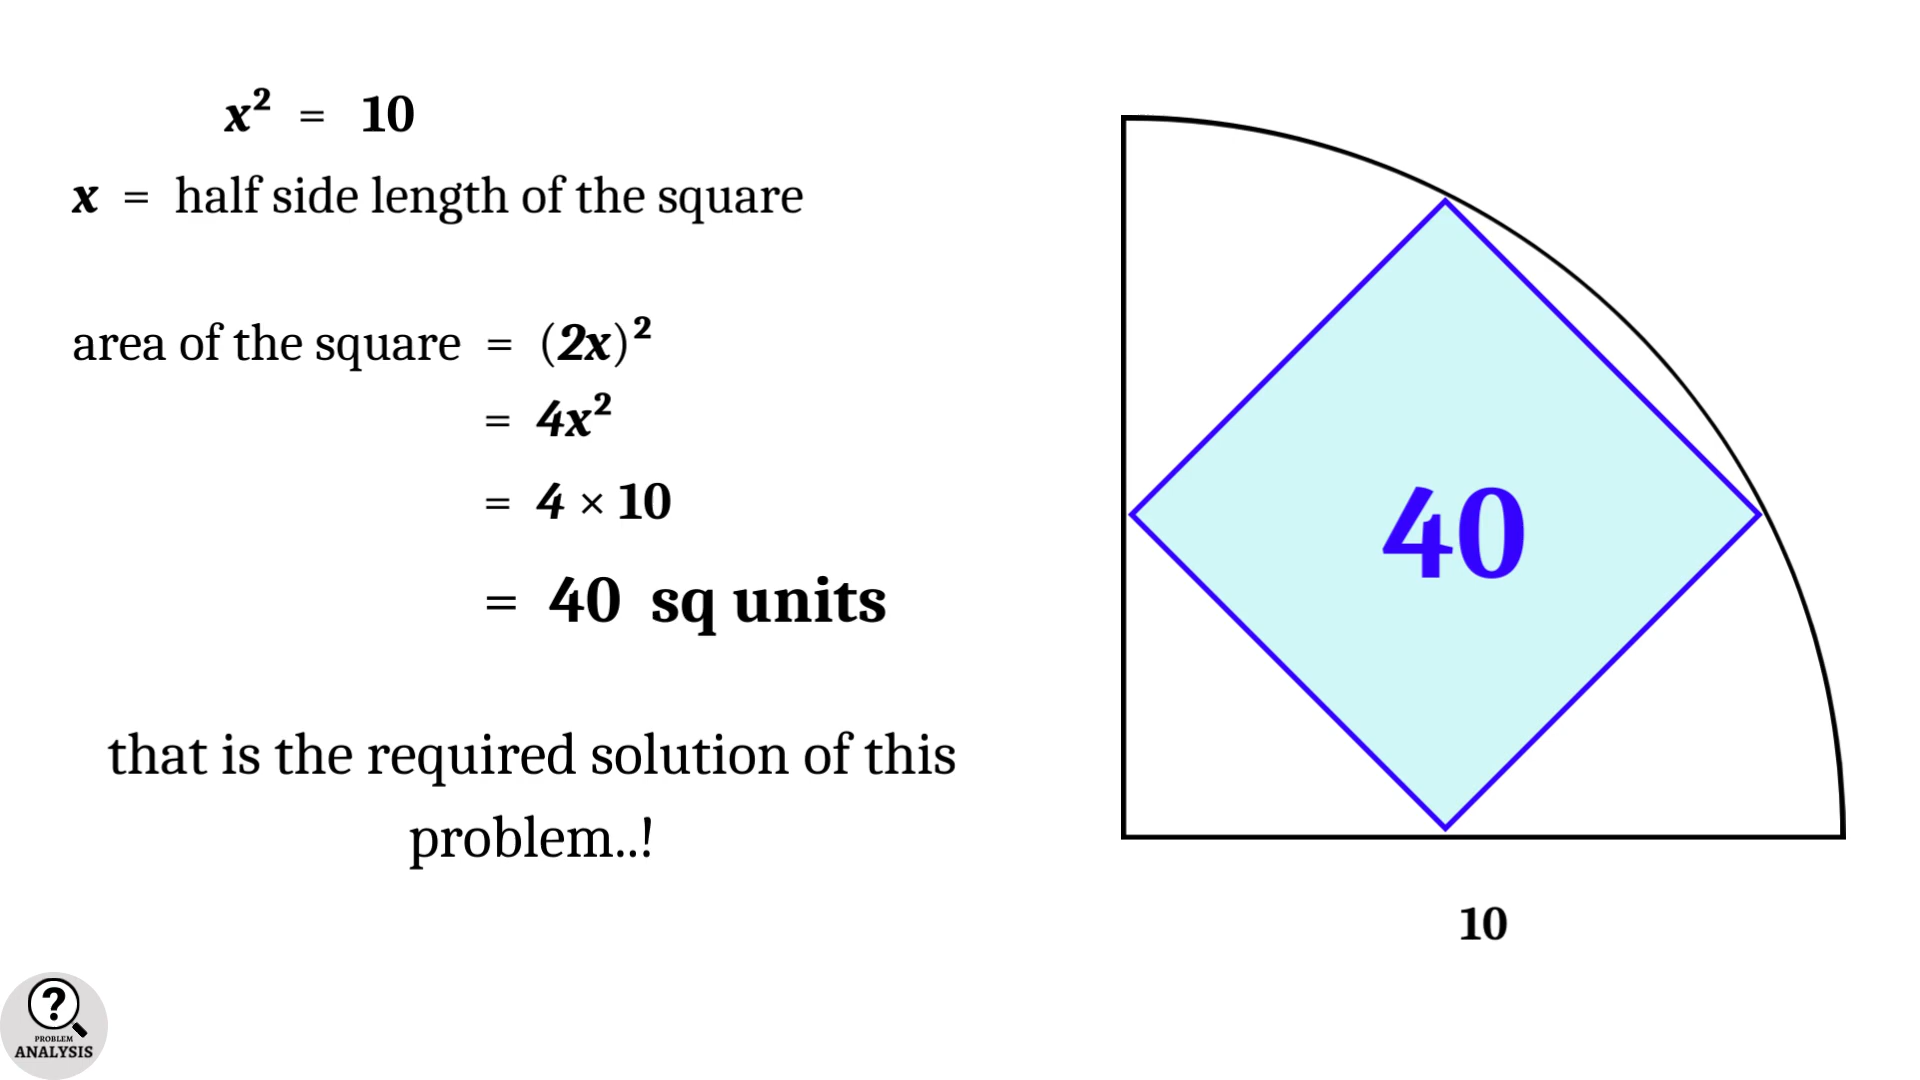 x² = 10
x = half side length of the square
area of the square = (2x)²
= 4x²
= 4 × 10
= 40 sq units
that is the required solution of this
problem..!
40
10
?
PROBLEM
ANALYSIS